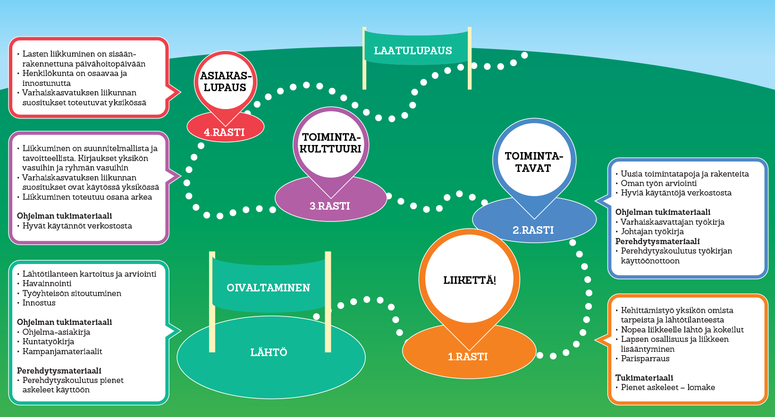 LAATULUPAUS
• Lasten liikkuminen on sisään-
rakennettuna päivähoitopäivään
• Henkilökunta on osaavaa ja
innostunutta
• Varhaiskasvatuksen liikunnan
suositukset toteutuvat yksikössä
ASIAKAS-
LUPAUS
4.RASTI
• Liikkuminen on suunnitelmallista ja
tavoitteellista. Kirjaukset yksikön
vasuihin ja ryhmän vasuihin
• Varhaiskasvatuksen liikunnan
suositukset ovat käytössä yksikössä
• Liikkuminen toteutuu osana arkea
Ohjelman tukimateriaali
• Hyvät käytännöt verkostosta
TOIMINTA-
KULTTUURI
3.RASTI
TOIMINTA-
TAVAT
2.RASTI
• Uusia toimintatapoja ja rakenteita
• Oman työn arviointi
• Hyviä käytäntöjä verkostosta
Ohjelman tukimateriaali
• Varhaiskasvattajan työkirja
• Johtajan työkirja
Perehdytysmateriaali
• Perehdytyskoulutus työkirjan
käyttöönottoon
• Lähtötilanteen kartoitus ja arviointi
• Havainnointi
• Työyhteisön sitoutuminen
• Innostus
Ohjelman tukimateriaali
• Ohjelma-asiakirja
• Kuntatyökirja
• Kampanjamateriaalit
Perehdytysmateriaali
• Perehdytyskoulutus pienet
askeleet käyttöön
OIVALTAMINEN
LÄHTÖ
LIIKETTÄ!
1.RASTI
• Kehittämistyö yksikön omista
tarpeista ja lähtötilanteesta
• Nopea liikkeelle lähtö ja kokeilut
• Lapsen osallisuus ja liikkeen
lisääntyminen
• Parisparraus
Tukimateriaali
• Pienet askeleet – lomake